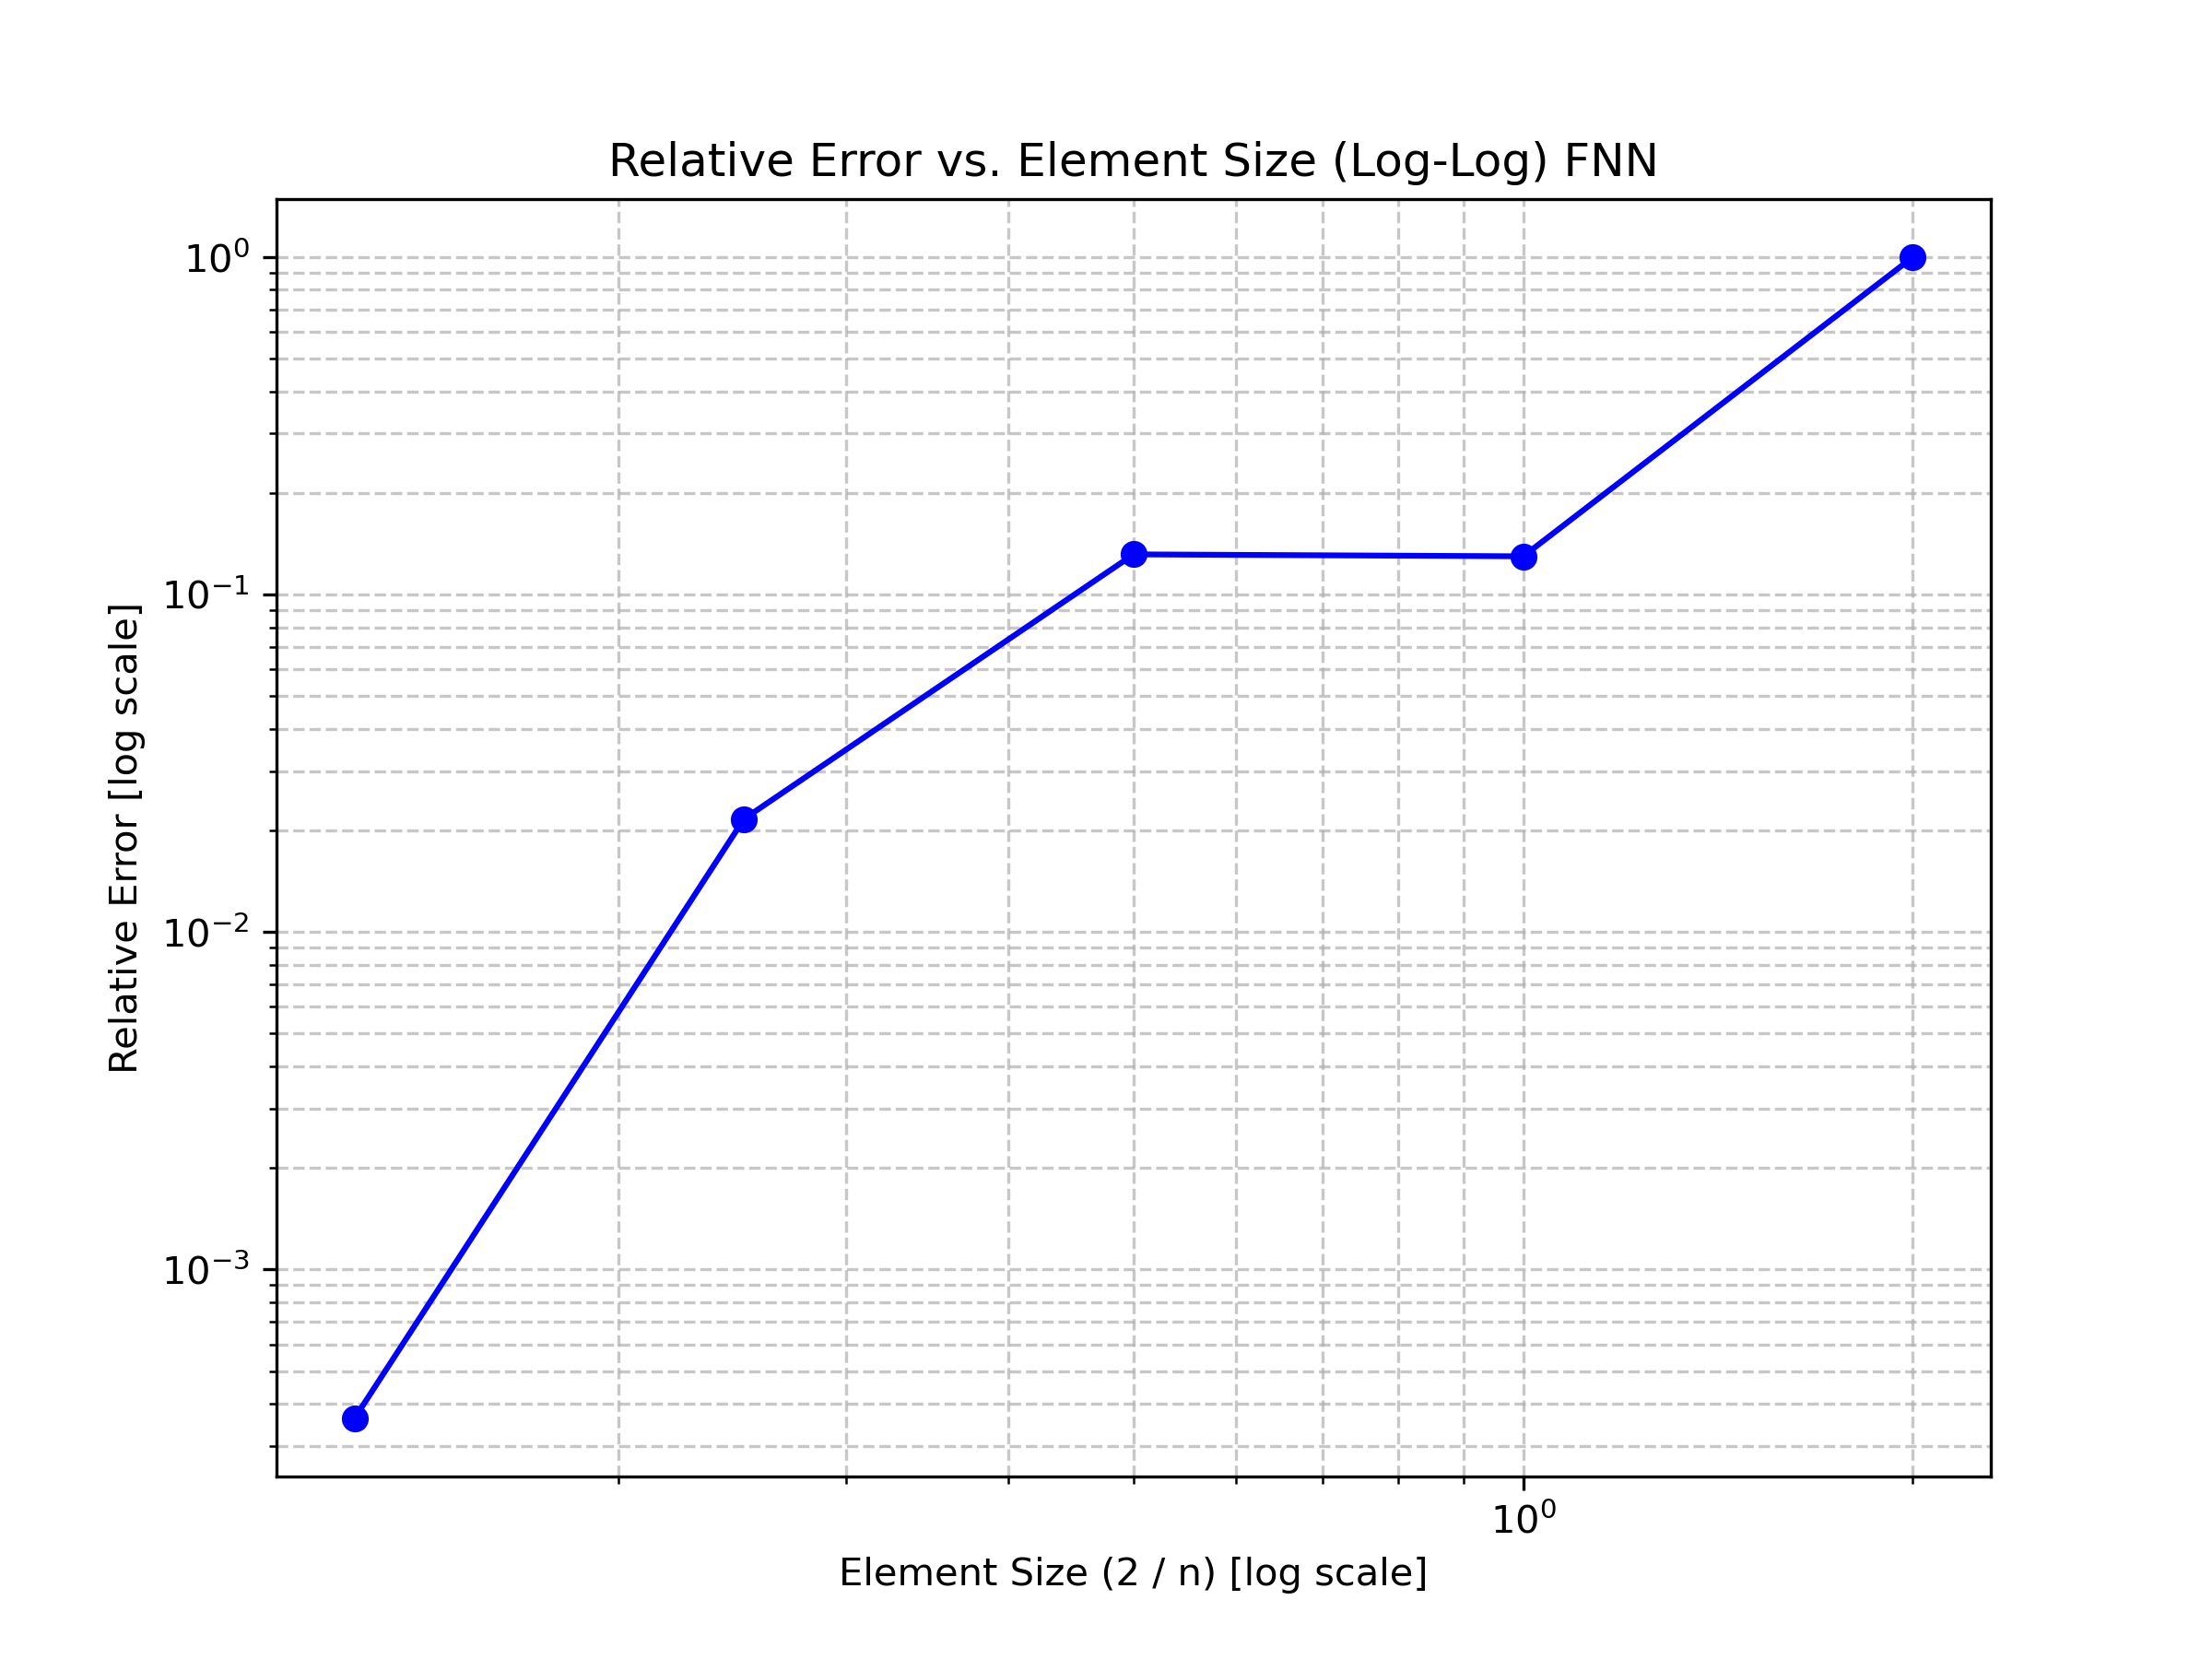 Relative Error vs. Element Size (Log-Log) FNN
Relative Error [log scale]
10⁰
10⁻¹
10⁻²
10⁻³
10⁰
Element Size (2 / n) [log scale]